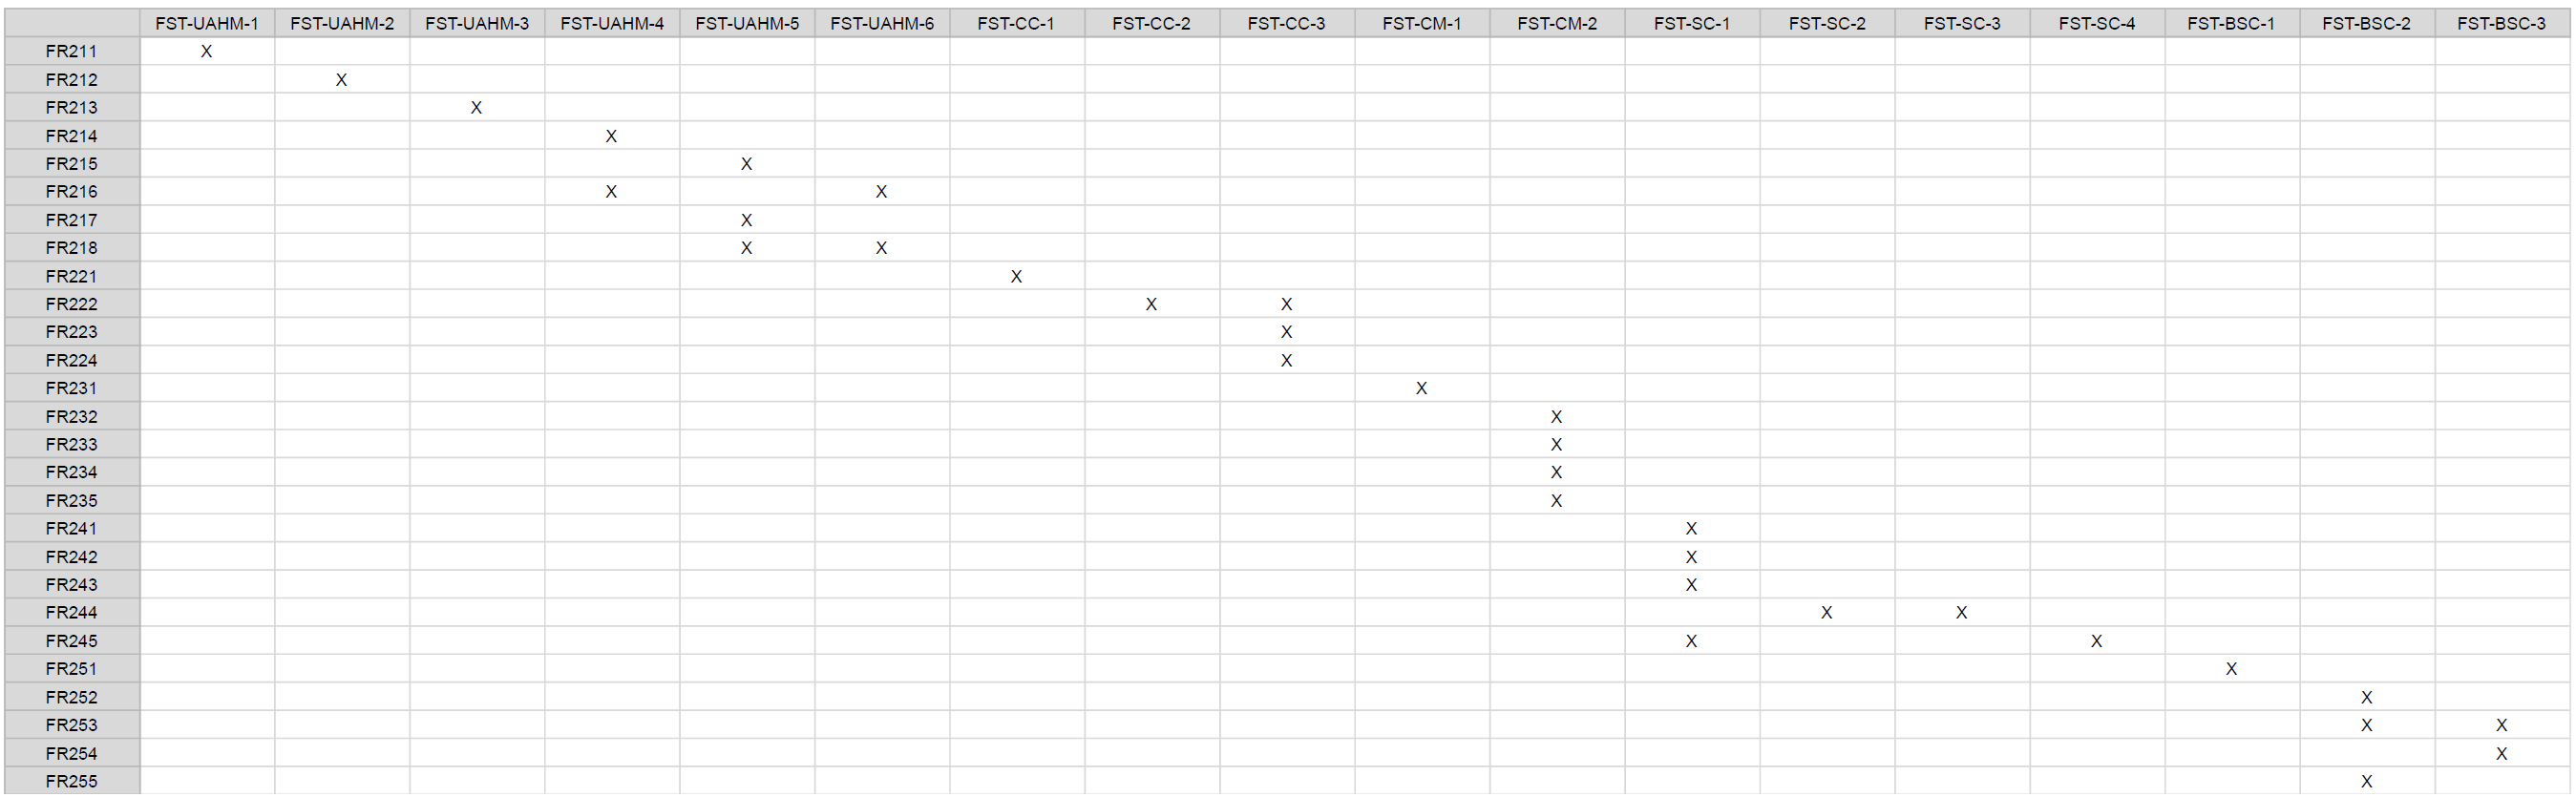 FST-UAHM-1 FST-UAHM-2 FST-UAHM-3 FST-UAHM-4 FST-UAHM-5 FST-UAHM-6 FST-CC-1 FST-CC-2 FST-CC-3 FST-CM-1 FST-CM-2 FST-SC-1 FST-SC-2 FST-SC-3 FST-SC-4 FST-BSC-1 FST-BSC-2 FST-BSC-3
FR211 X
FR212 X
FR213 X
FR214 X
FR215 X
FR216 X X
FR217 X
FR218 X X
FR221 X
FR222 X X
FR223 X
FR224 X
FR231 X
FR232 X
FR233 X
FR234 X
FR235 X
FR241 X
FR242 X
FR243 X
FR244 X X
FR245 X X
FR251 X
FR252 X
FR253 X X
FR254 X
FR255 X